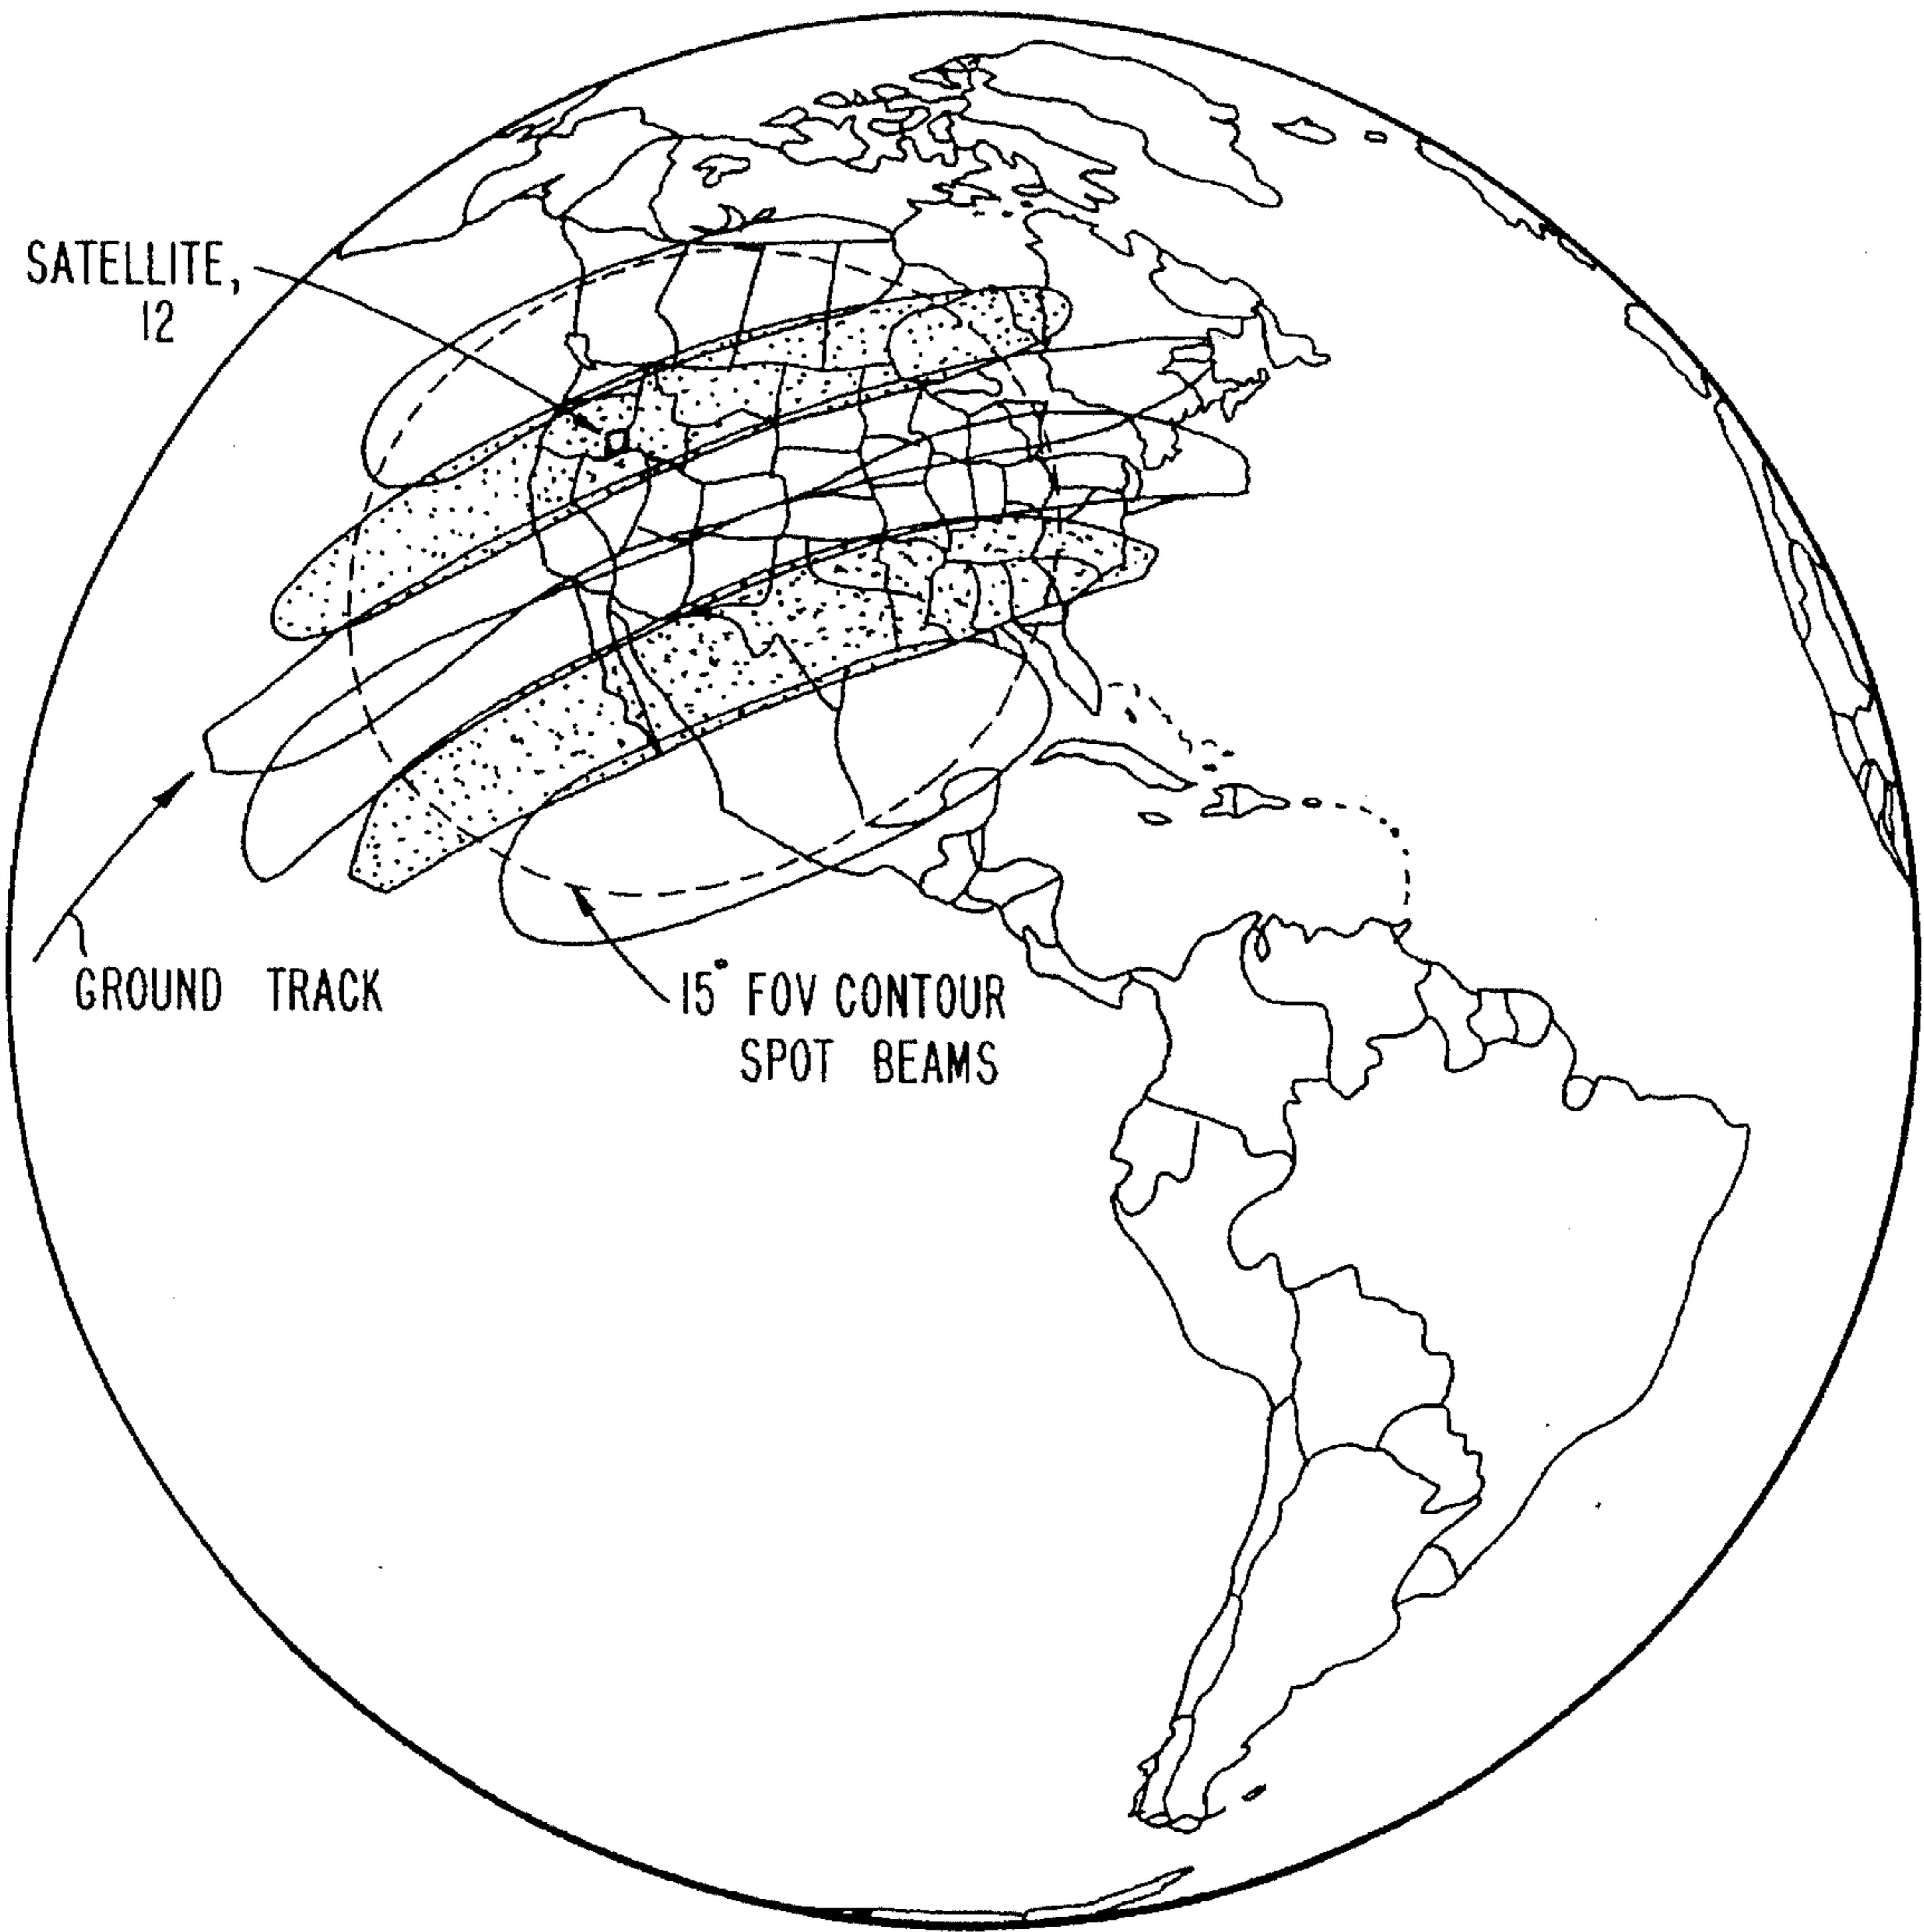 SATELLITE,
12
GROUND TRACK
15° FOV CONTOUR
SPOT BEAMS